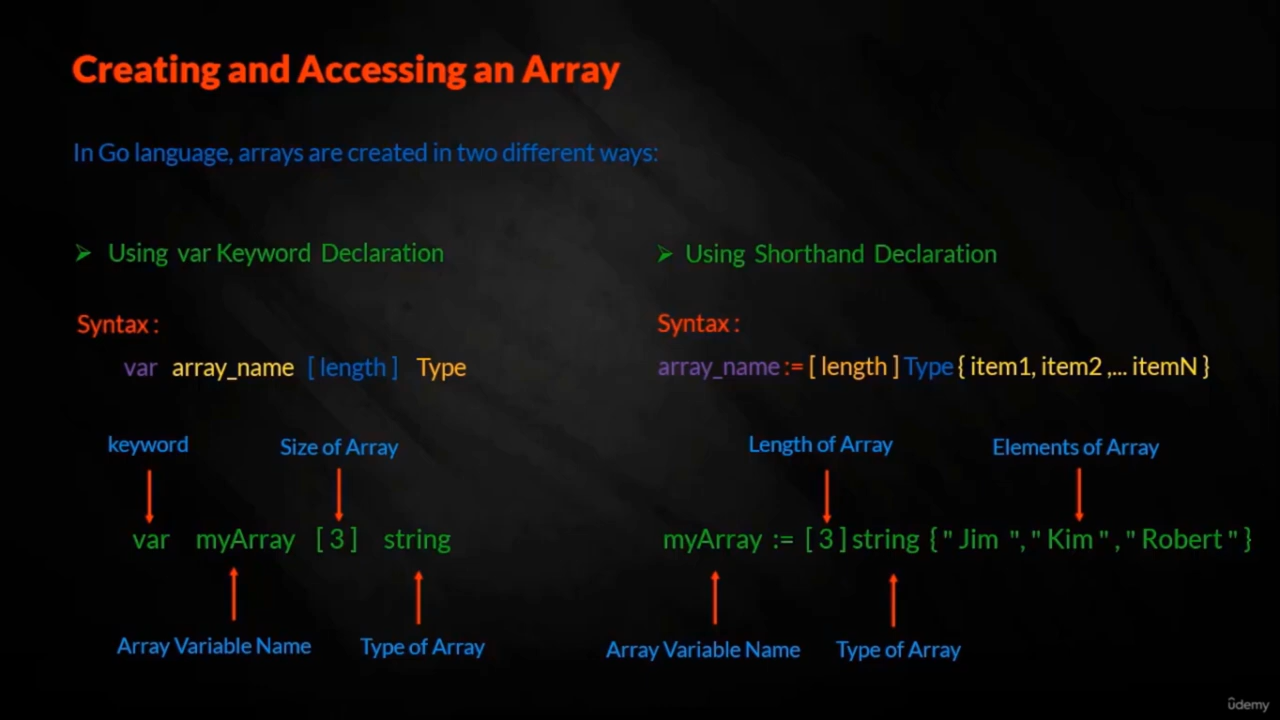 Creating and Accessing an Array
In Go language, arrays are created in two different ways:
➤ Using var Keyword Declaration
Syntax :
var array_name [ length ] Type
keyword
Size of Array
var myArray [ 3 ] string
Array Variable Name
Type of Array
➤ Using Shorthand Declaration
Syntax :
array_name := [ length ] Type { item1, item2 ,... itemN }
Length of Array
Elements of Array
myArray := [ 3 ] string { " Jim ", " Kim " , " Robert " }
Array Variable Name
Type of Array
ûdemy